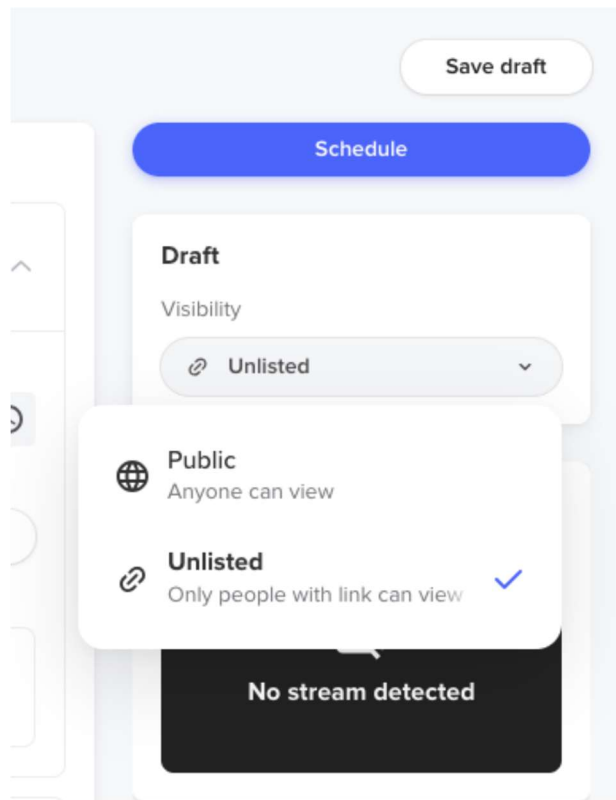 Save draft
Schedule
Draft
Visibility
Unlisted
Public
Anyone can view
Unlisted
Only people with link can view
No stream detected